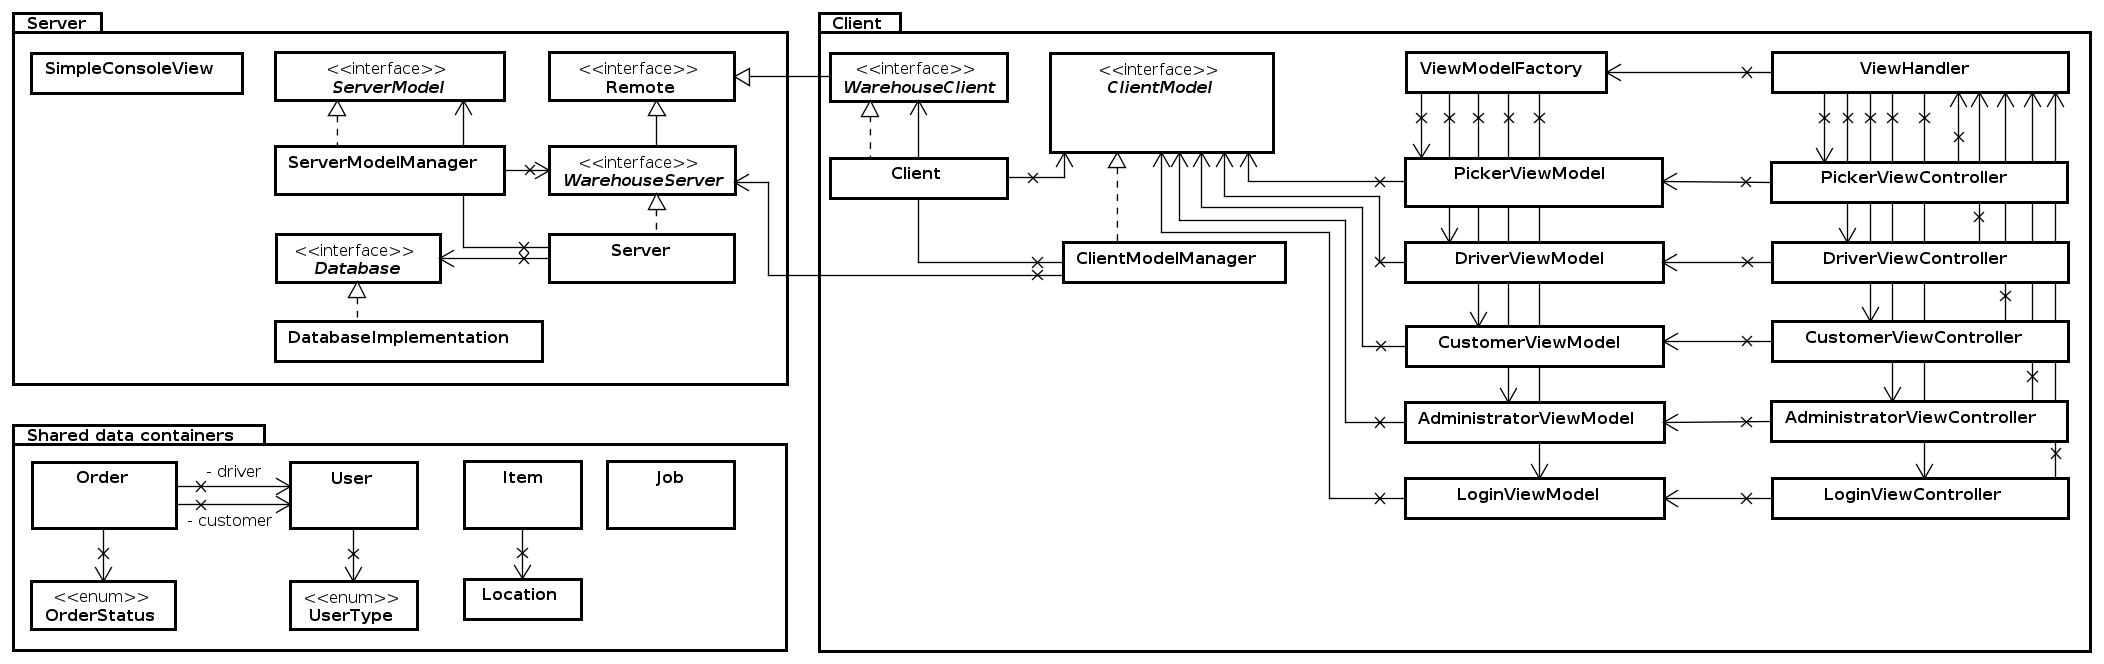 Server
SimpleConsoleView
<<interface>>
ServerModel
<<interface>>
Remote
ServerModelManager
<<interface>>
WarehouseServer
<<interface>>
Database
Server
DatabaseImplementation
Shared data containers
Order
- driver
- customer
User
Item
Job
<<enum>>
OrderStatus
<<enum>>
UserType
Location
Client
<<interface>>
WarehouseClient
<<interface>>
ClientModel
Client
ClientModelManager
ViewModelFactory
ViewHandler
PickerViewModel
PickerViewController
DriverViewModel
DriverViewController
CustomerViewModel
CustomerViewController
AdministratorViewModel
AdministratorViewController
LoginViewModel
LoginViewController